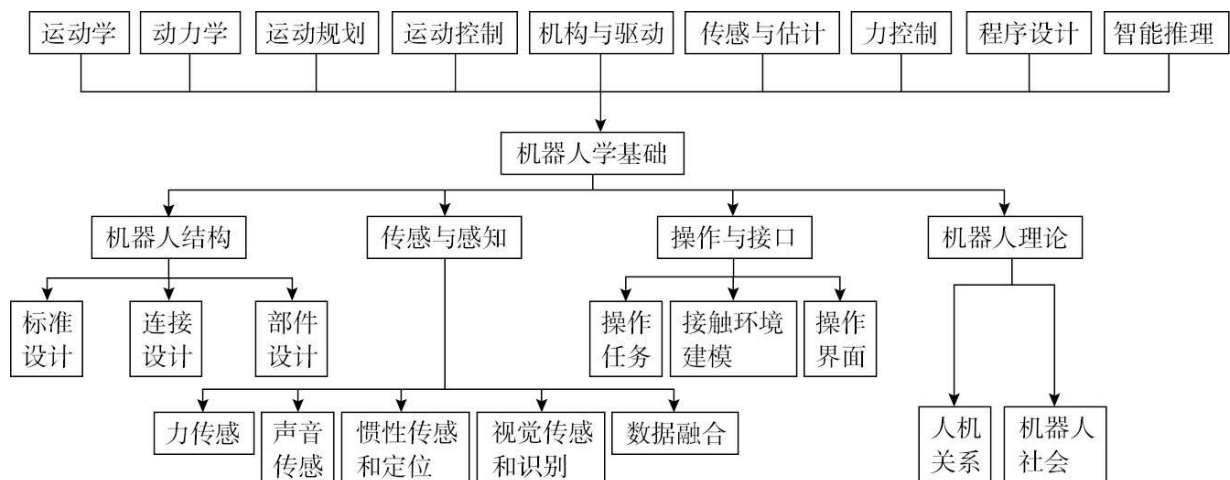 运动学
动力学
运动规划
运动控制
机构与驱动
传感与估计
力控制
程序设计
智能推理
机器人学基础
机器人结构
传感与感知
操作与接口
机器人理论
标准
设计
连接
设计
部件
设计
操作
任务
接触环境
建模
操作
界面
力传感
声音
传感
惯性传感
和定位
视觉传感
和识别
数据融合
人机
关系
机器人
社会